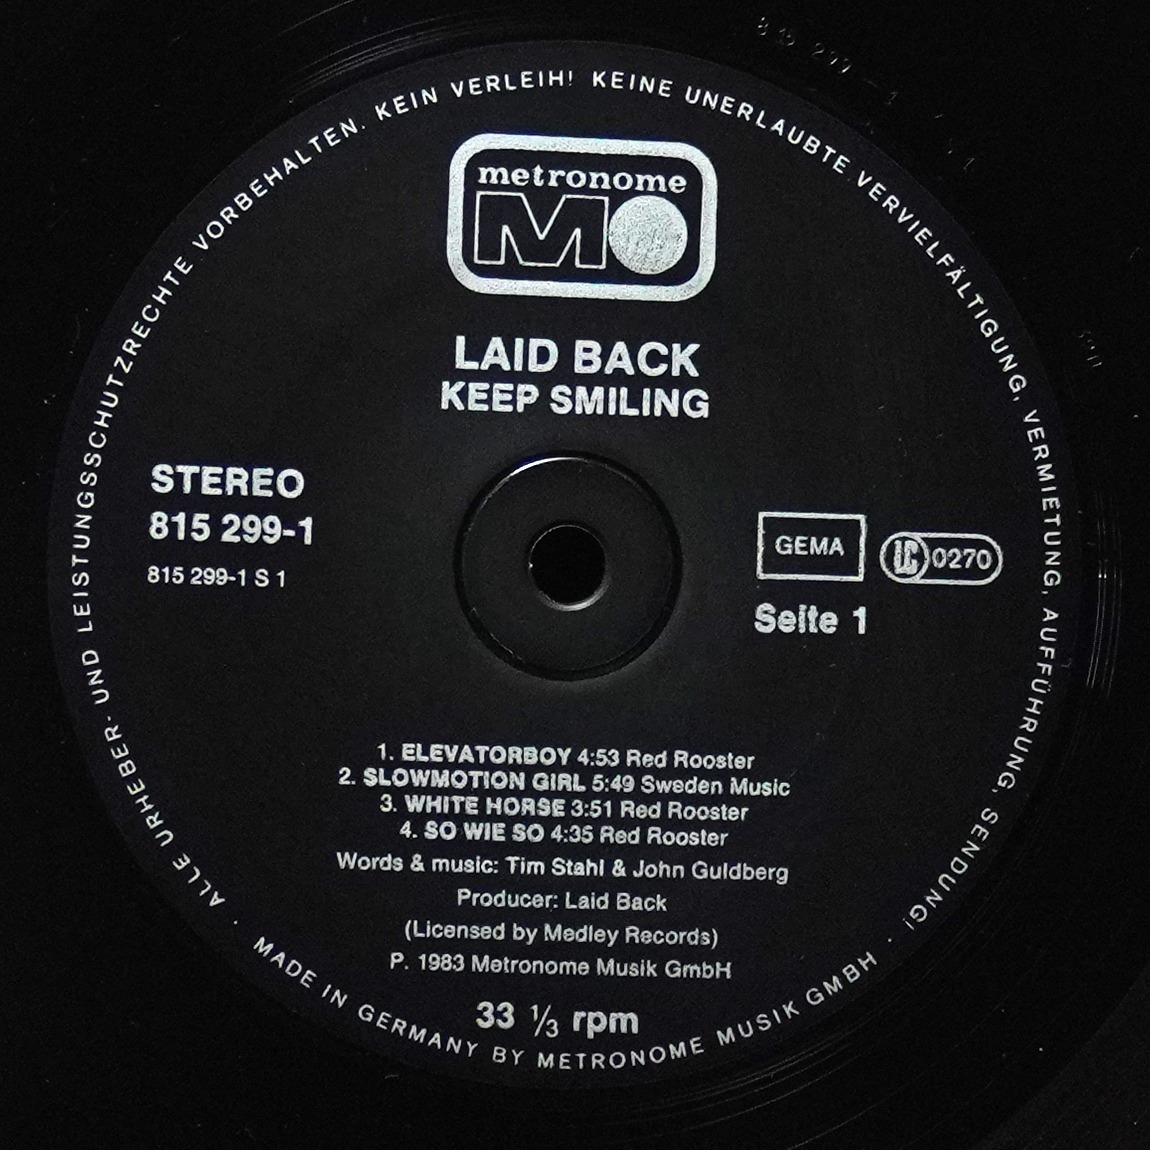 ALLE URHEBER- UND LEISTUNGSSCHUTZRECHTE VORBEHALTEN. KEIN VERLEIH! KEINE UNERLAUBTE VERVIELFÄLTIGUNG, VERMIETUNG, AUFFÜHRUNG, SENDUNG!
metronome
MO
LAID BACK
KEEP SMILING
STEREO
815 299-1
815 299-1 S 1
GEMA
LC 0270
Seite 1
1. ELEVATORBOY 4:53 Red Rooster
2. SLOWMOTION GIRL 5:49 Sweden Music
3. WHITE HORSE 3:51 Red Rooster
4. SO WIE SO 4:35 Red Rooster
Words & music: Tim Stahl & John Guldberg
Producer: Laid Back
(Licensed by Medley Records)
P. 1983 Metronome Musik GmbH
33 ⅓ rpm
· MADE IN GERMANY BY METRONOME MUSIK GMBH ·